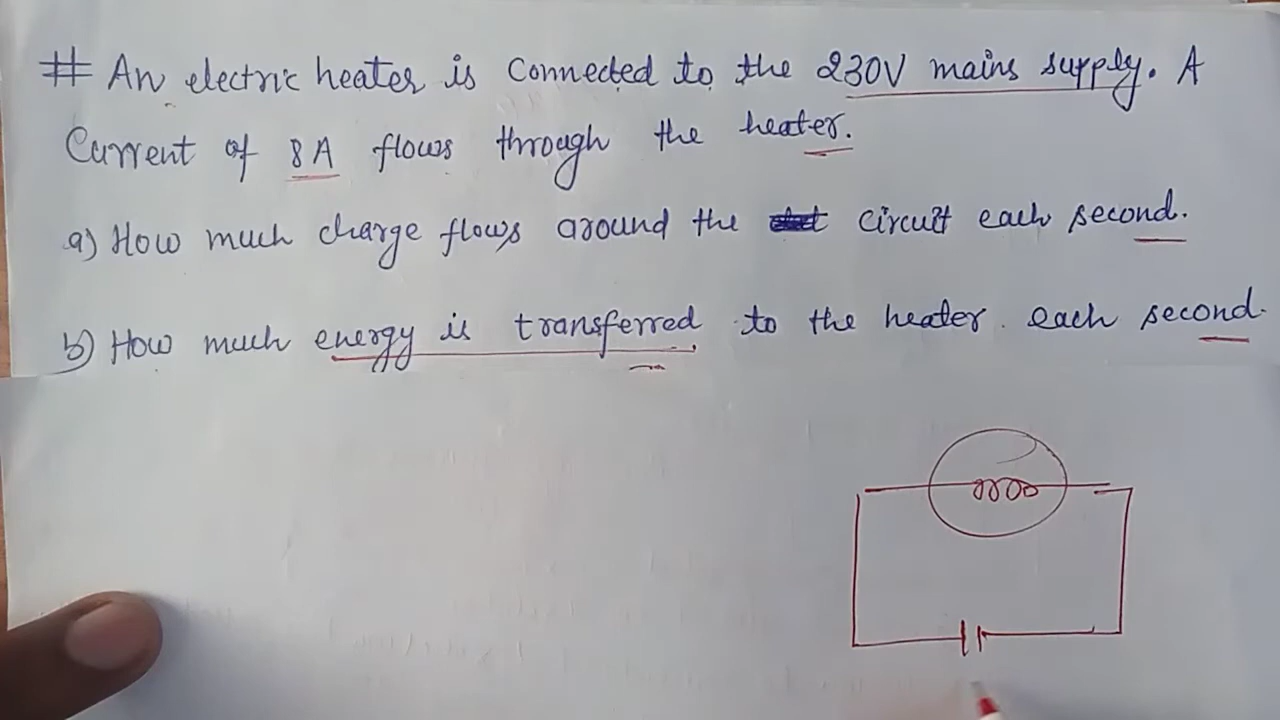 # An electric heater is connected to the 230V mains supply. A
Current of 8A flows through the heater.
a) How much charge flows around the circuit each second.
b) How much energy is transferred to the heater each second.